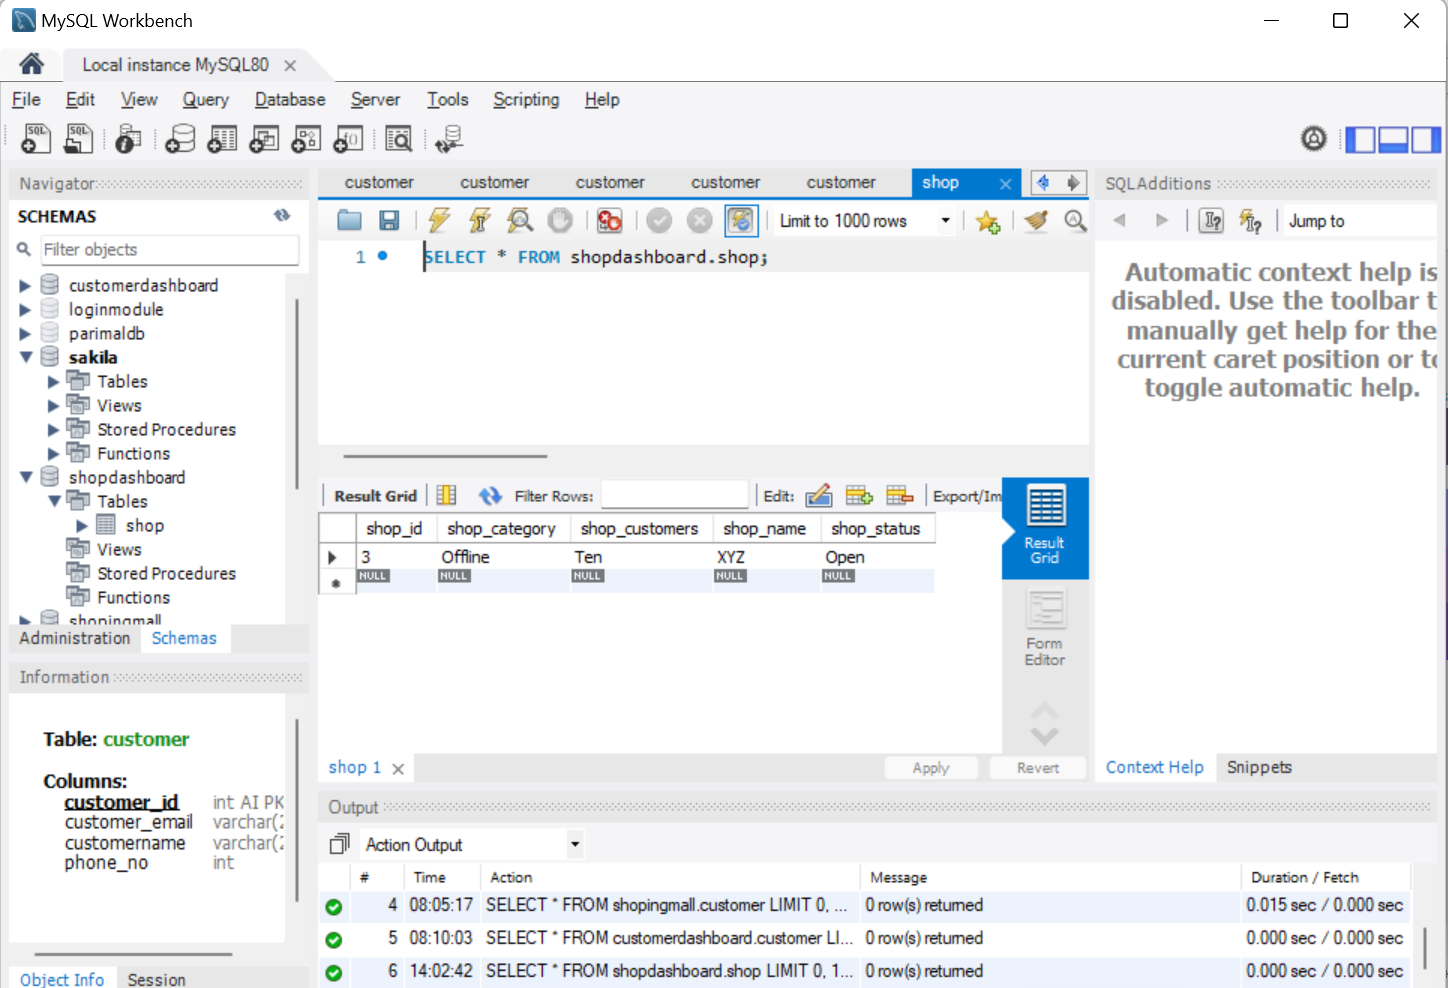 MySQL Workbench
Local instance MySQL80
File Edit View Query Database Server Tools Scripting Help
Navigator
SCHEMAS
Filter objects
customerdashboard
loginmodule
parimaldb
sakila
Tables
Views
Stored Procedures
Functions
shopdashboard
Tables
shop
Views
Stored Procedures
Functions
shopingmall
Administration Schemas
Information
Table: customer
Columns:
customer_id int AI PK
customer_email varchar(2
customername varchar(2
phone_no int
Object Info Session
customer customer customer customer customer shop
Limit to 1000 rows
1 SELECT * FROM shopdashboard.shop;
Result Grid Filter Rows: Edit: Export/Im
shop_id shop_category shop_customers shop_name shop_status
3 Offline Ten XYZ Open
NULL NULL NULL NULL NULL
Result
Grid
Form
Editor
shop 1 Apply Revert
SQLAdditions
Jump to
Automatic context help is
disabled. Use the toolbar t
manually get help for the
current caret position or to
toggle automatic help.
Context Help Snippets
Output
Action Output
# Time Action Message Duration / Fetch
4 08:05:17 SELECT * FROM shopingmall.customer LIMIT 0, ... 0 row(s) returned 0.015 sec / 0.000 sec
5 08:10:03 SELECT * FROM customerdashboard.customer LI... 0 row(s) returned 0.000 sec / 0.000 sec
6 14:02:42 SELECT * FROM shopdashboard.shop LIMIT 0, 1... 0 row(s) returned 0.000 sec / 0.000 sec